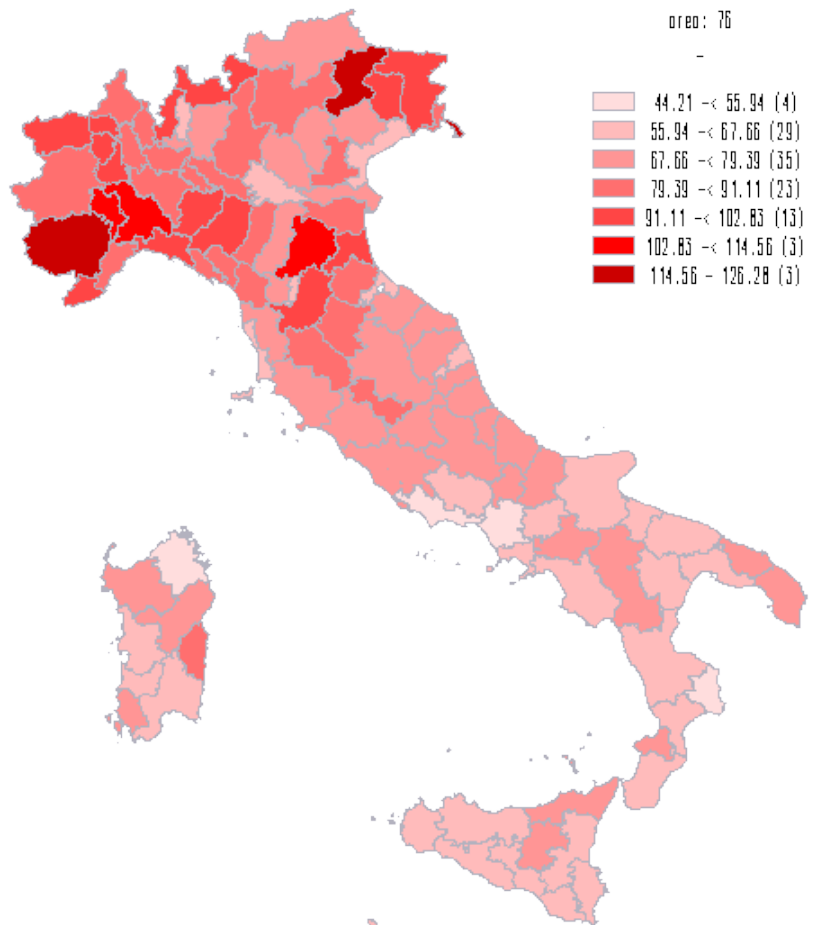 area: 76
-
44.21 -< 55.94 (4)
55.94 -< 67.66 (29)
67.66 -< 79.39 (35)
79.39 -< 91.11 (23)
91.11 -< 102.83 (13)
102.83 -< 114.56 (3)
114.56 - 126.28 (3)